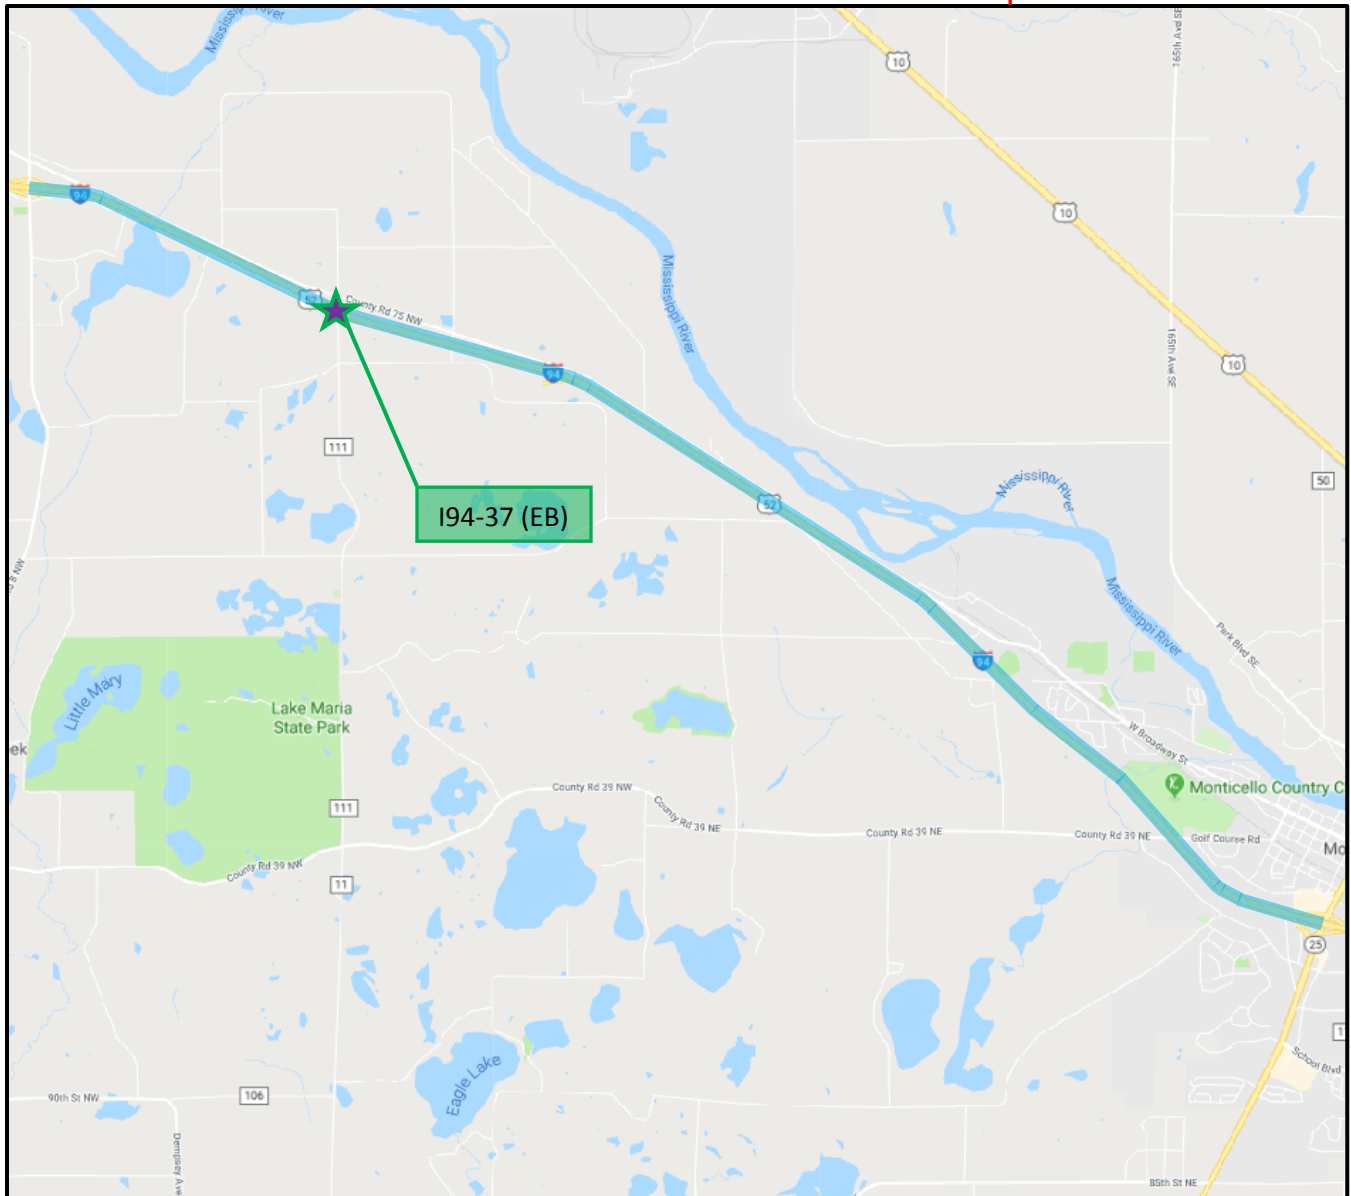 Mississippi River
10
165th Ave SE
94
10
Mississippi River
52
County Rd 75 NW
165th Ave SE
10
94
111
50
Mississippi River
I94-37 (EB)
52
Mississippi River
Park Blvd SE
94
Little Mary
Lake Maria
State Park
W Broadway St
ek
Monticello Country C
County Rd 39 NW
111
County Rd 39 NE
County Rd 39 NE
County Rd 39 NE
Golf Course Rd
Mo
County Rd 39 NW
11
25
School Blvd
Eagle Lake
90th St NW
106
Dempsey Ave
85th St NE